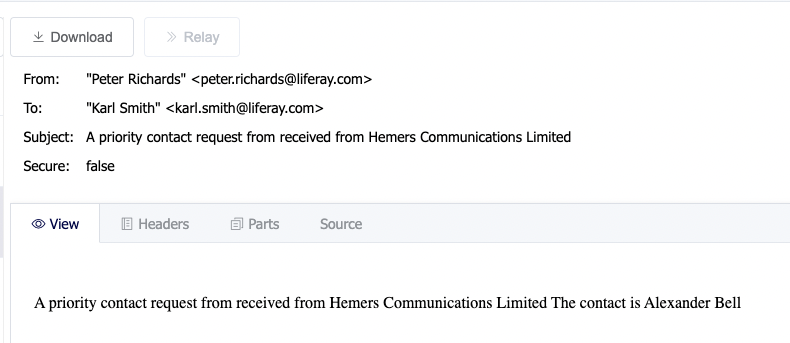 Download Relay
From: "Peter Richards" <peter.richards@liferay.com>
To: "Karl Smith" <karl.smith@liferay.com>
Subject: A priority contact request from received from Hemers Communications Limited
Secure: false
View Headers Parts Source
A priority contact request from received from Hemers Communications Limited The contact is Alexander Bell